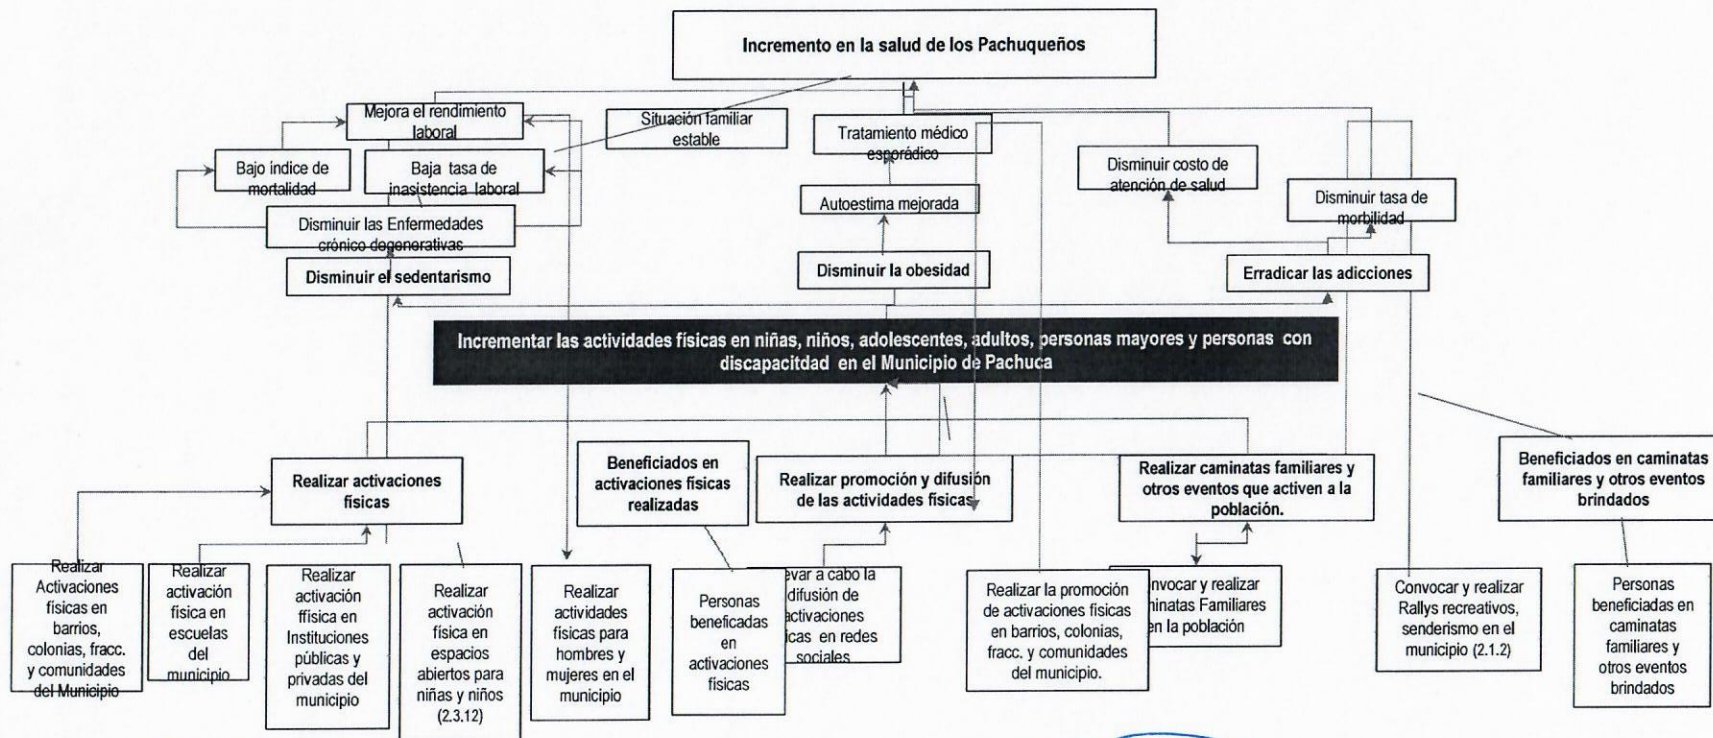 Incremento en la salud de los Pachuqueños
Mejora el rendimiento
laboral
Situación familiar
estable
Tratamiento médico
esporádico
Bajo índice de
mortalidad
Baja tasa de
inasistencia laboral
Disminuir costo de
atención de salud
Autoestima mejorada
Disminuir tasa de
morbilidad
Disminuir las Enfermedades
crónico degenerativas
Disminuir el sedentarismo
Disminuir la obesidad
Erradicar las adicciones
Incrementar las actividades físicas en niñas, niños, adolescentes, adultos, personas mayores y personas con
discapacitdad en el Municipio de Pachuca
Realizar activaciones
físicas
Beneficiados en
activaciones físicas
realizadas
Realizar promoción y difusión
de las actividades físicas
Realizar caminatas familiares y
otros eventos que activen a la
población.
Beneficiados en caminatas
familiares y otros eventos
brindados
Realizar
Activaciones
físicas en
barrios,
colonias, fracc.
y comunidades
del Municipio
Realizar
activación
física en
escuelas
del
municipio
Realizar
activación
ffísica en
Instituciones
públicas y
privadas del
municipio
Realizar
activación
física en
espacios
abiertos para
niñas y niños
(2.3.12)
Realizar
actividades
físicas para
hombres y
mujeres en el
municipio
Personas
beneficadas
en
activaciones
físicas
evar a cabo la
difusión de
activaciones
icas en redes
sociales
Realizar la promoción
de activaciones físicas
en barrios, colonias,
fracc. y comunidades
del municipio.
onvocar y realizar
minatas Familiares
en la población
Convocar y realizar
Rallys recreativos,
senderismo en el
municipio (2.1.2)
Personas
beneficiadas en
caminatas
familiares y
otros eventos
brindados